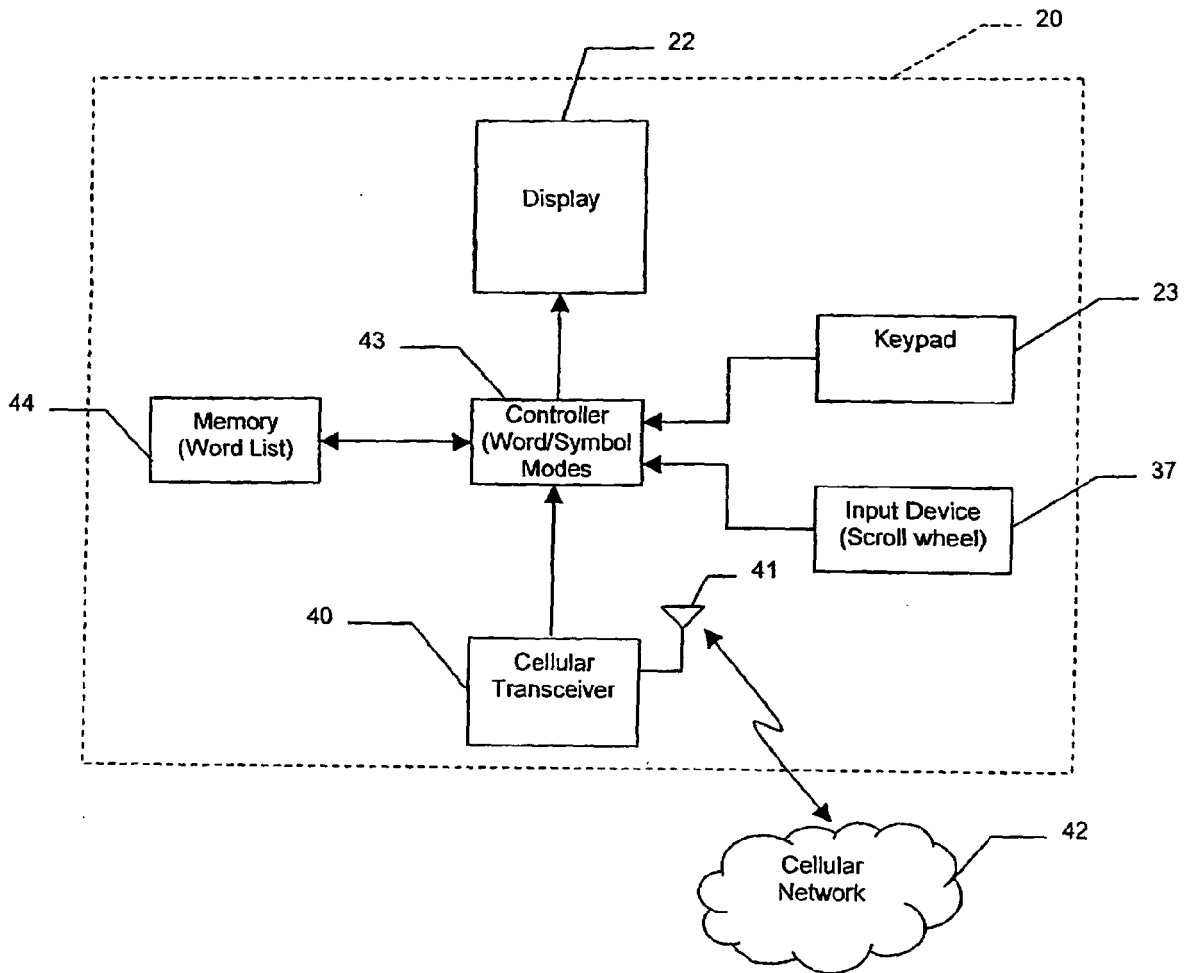 20
22
Display
23
Keypad
43
44
Memory
(Word List)
Controller
(Word/Symbol
Modes
37
Input Device
(Scroll wheel)
41
40
Cellular
Transceiver
42
Cellular
Network